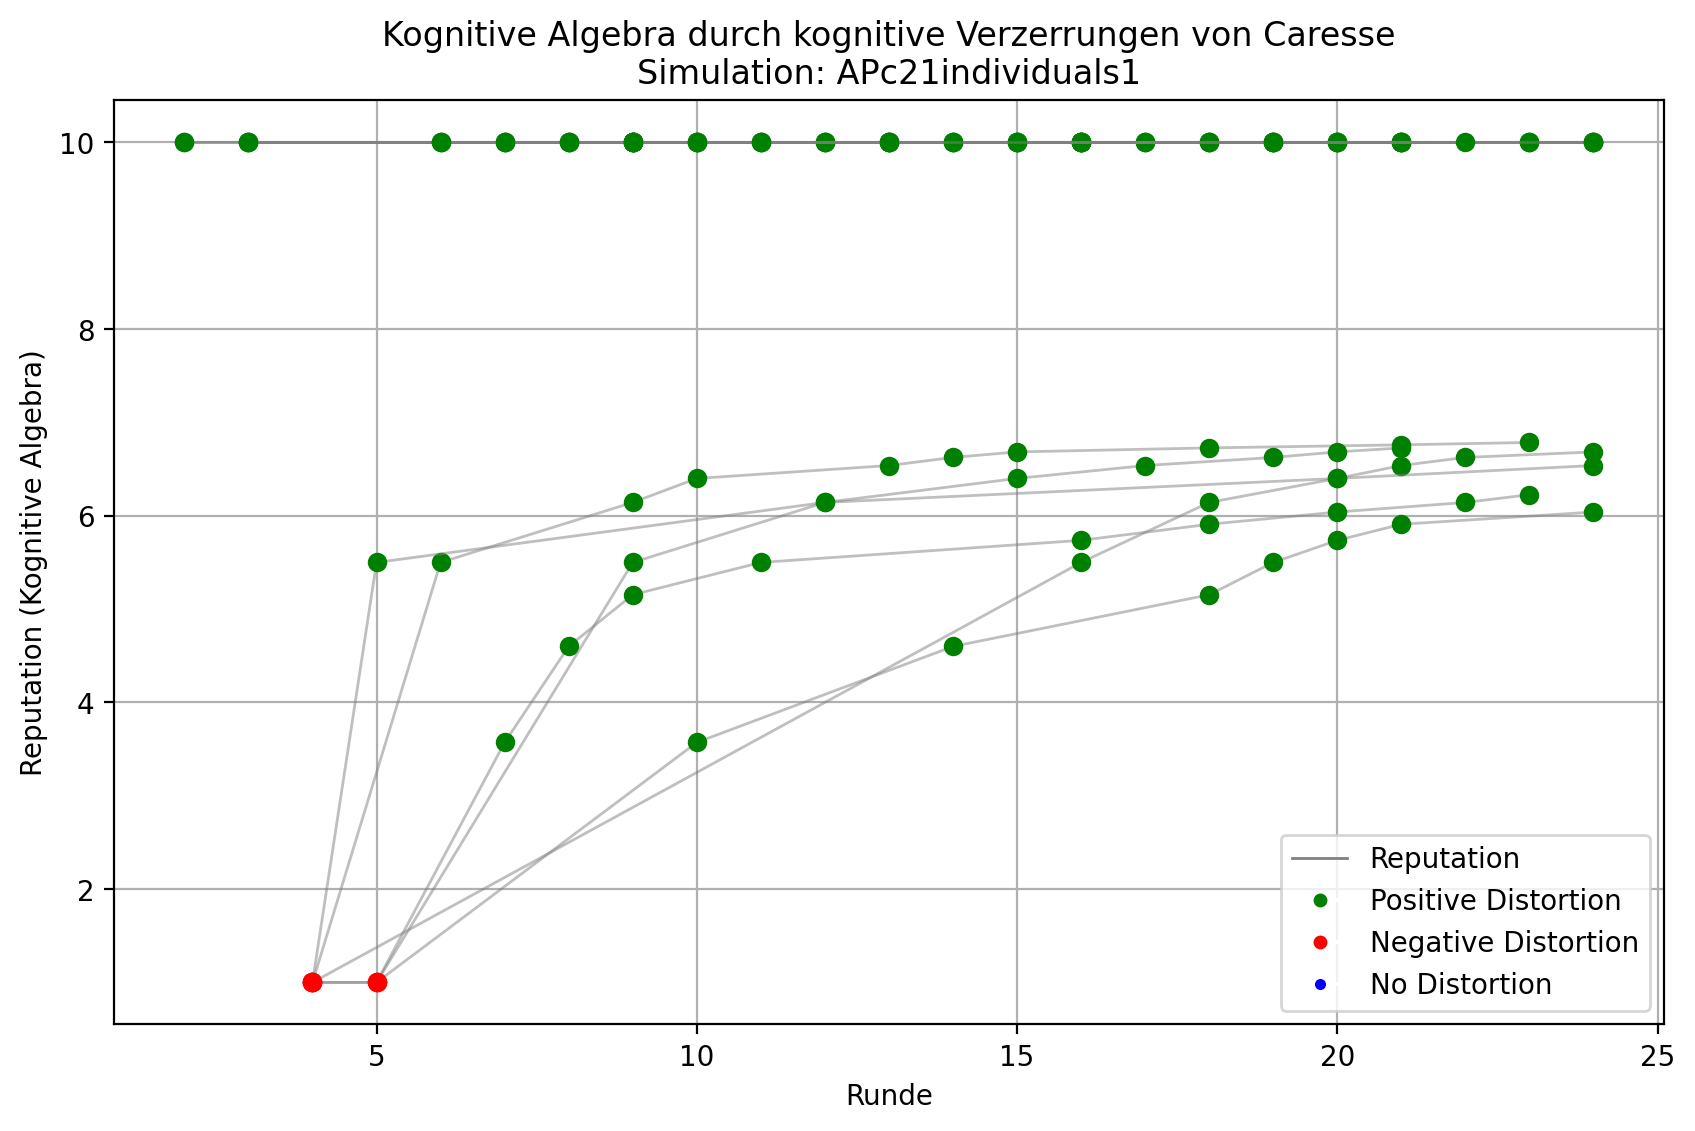 Kognitive Algebra durch kognitive Verzerrungen von Caresse
Simulation: APc21individuals1
Reputation (Kognitive Algebra)
10
8
6
4
2
5
10
15
20
25
Runde
Reputation
Positive Distortion
Negative Distortion
No Distortion